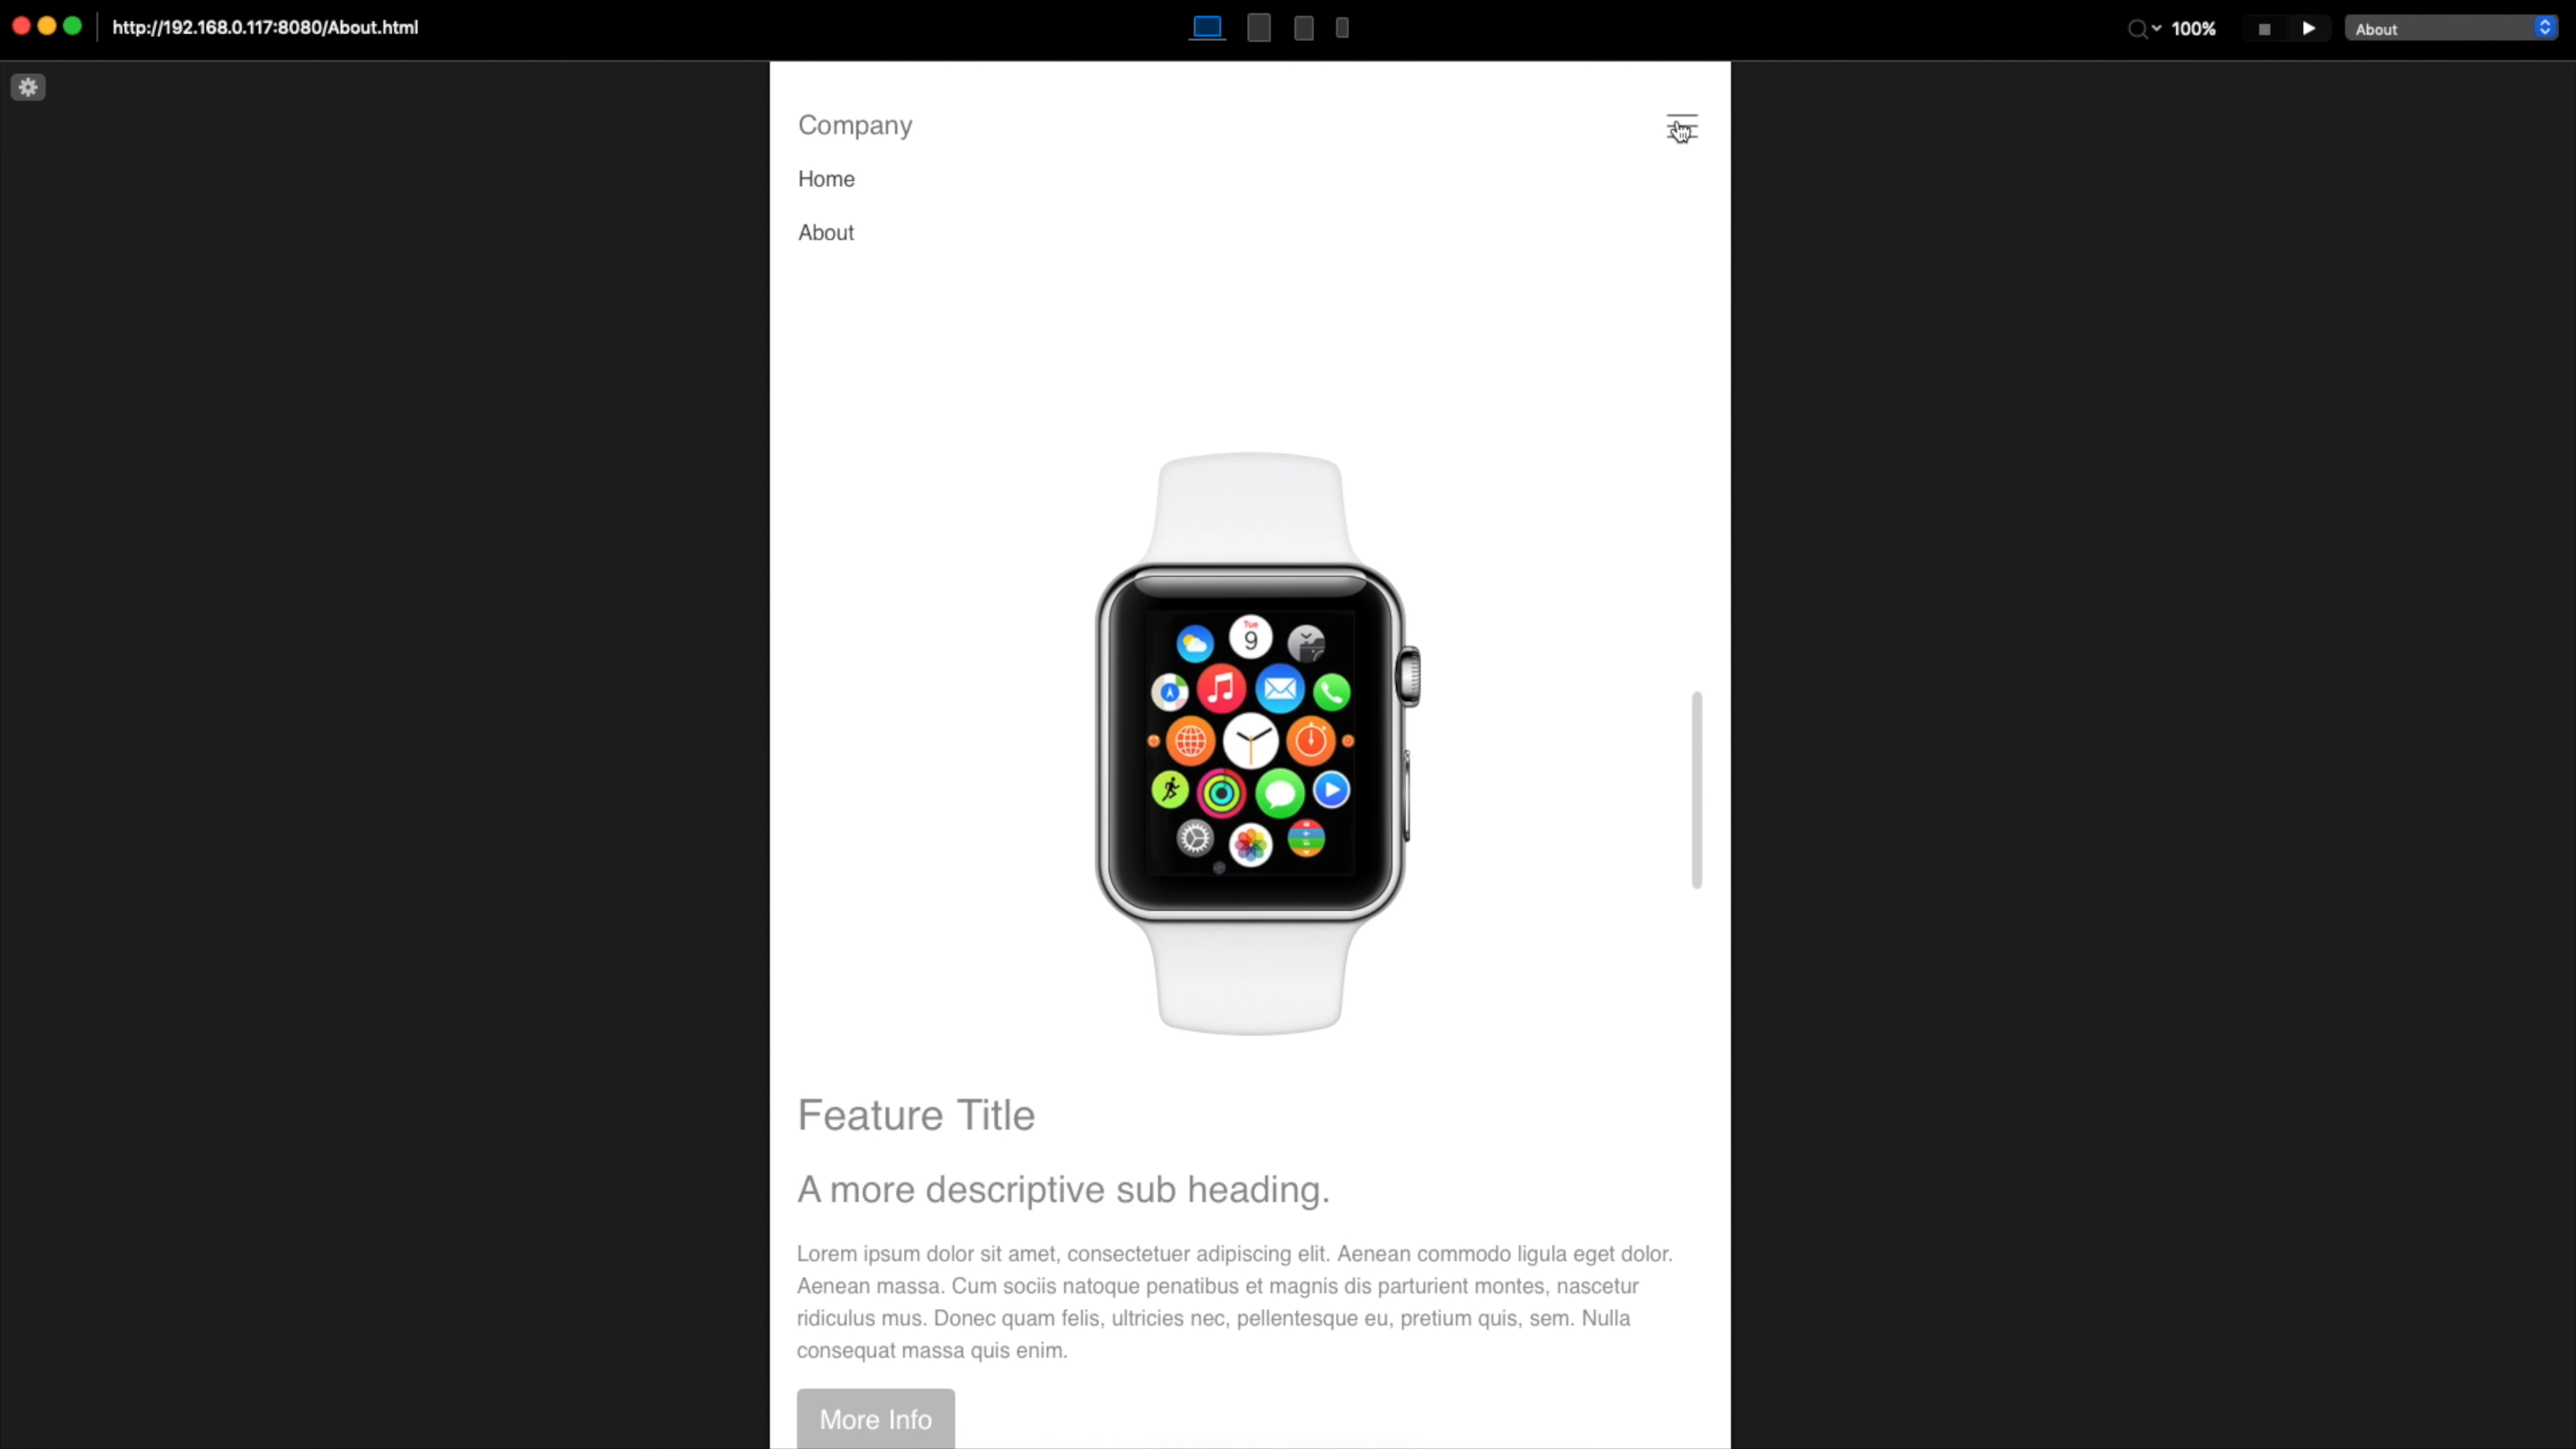 http://192.168.0.117:8080/About.html
100%
About
Company
Home
About
Tue
9
Feature Title
A more descriptive sub heading.
Lorem ipsum dolor sit amet, consectetuer adipiscing elit. Aenean commodo ligula eget dolor.
Aenean massa. Cum sociis natoque penatibus et magnis dis parturient montes, nascetur
ridiculus mus. Donec quam felis, ultricies nec, pellentesque eu, pretium quis, sem. Nulla
consequat massa quis enim.
More Info